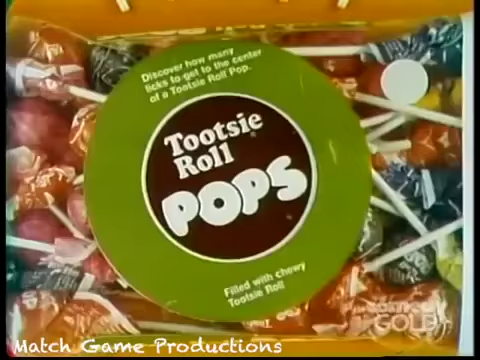 Discover how many
licks to get to the center
of a Tootsie Roll Pop.
Tootsie
Roll
POPS
Filled with chewy
Tootsie Roll
GOLD
Match Game Productions